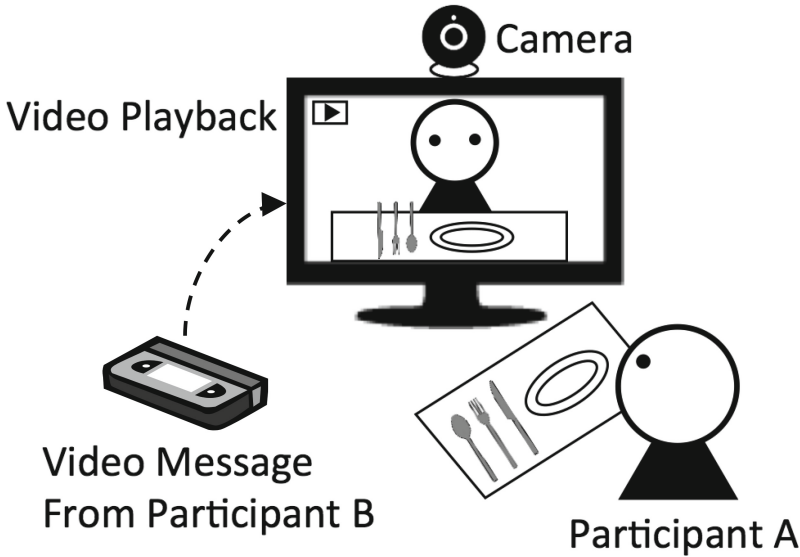 Camera
Video Playback
Video Message
From Participant B
Participant A